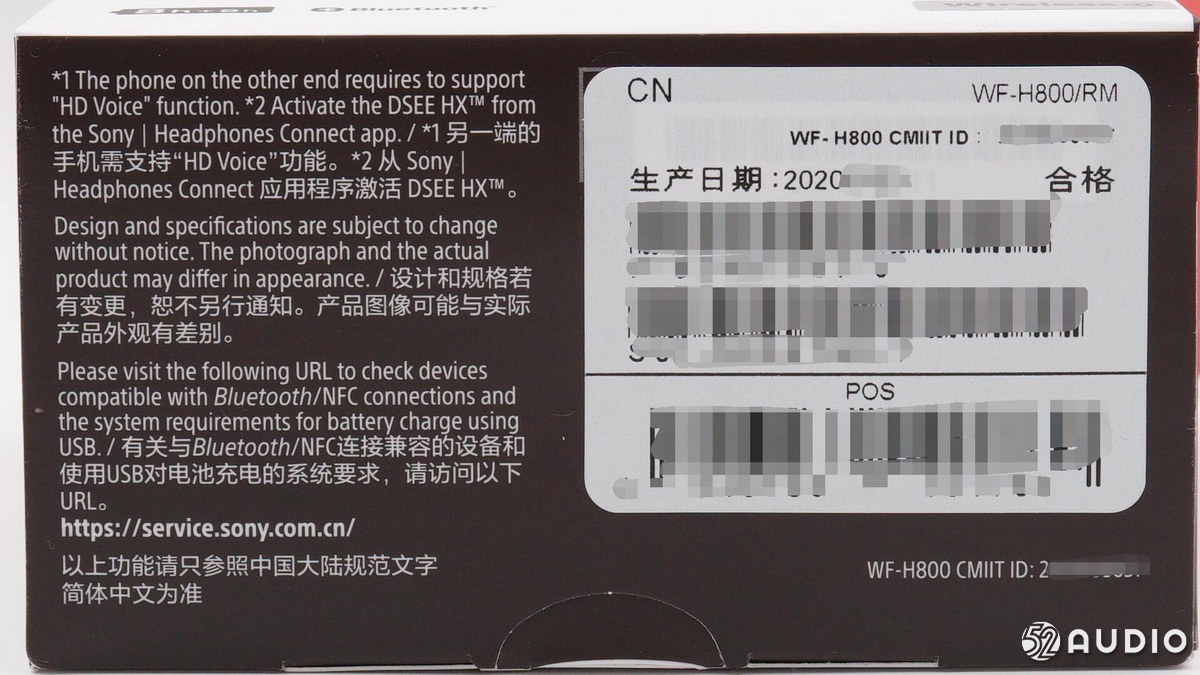 Bluetooth
Wireless
*1 The phone on the other end requires to support
"HD Voice" function. *2 Activate the DSEE HX™ from
the Sony | Headphones Connect app. / *1 另一端的
手机需支持“HD Voice”功能。*2 从 Sony |
Headphones Connect 应用程序激活 DSEE HX™。
Design and specifications are subject to change
without notice. The photograph and the actual
product may differ in appearance. / 设计和规格若
有变更，恕不另行通知。产品图像可能与实际
产品外观有差别。
Please visit the following URL to check devices
compatible with Bluetooth/NFC connections and
the system requirements for battery charge using
USB. / 有关与Bluetooth/NFC连接兼容的设备和
使用USB对电池充电的系统要求，请访问以下
URL。
https://service.sony.com.cn/
以上功能请只参照中国大陆规范文字
简体中文为准
CN
WF-H800/RM
WF- H800 CMIIT ID :
生产日期:2020
合格
POS
WF-H800 CMIIT ID: 2
52 AUDIO